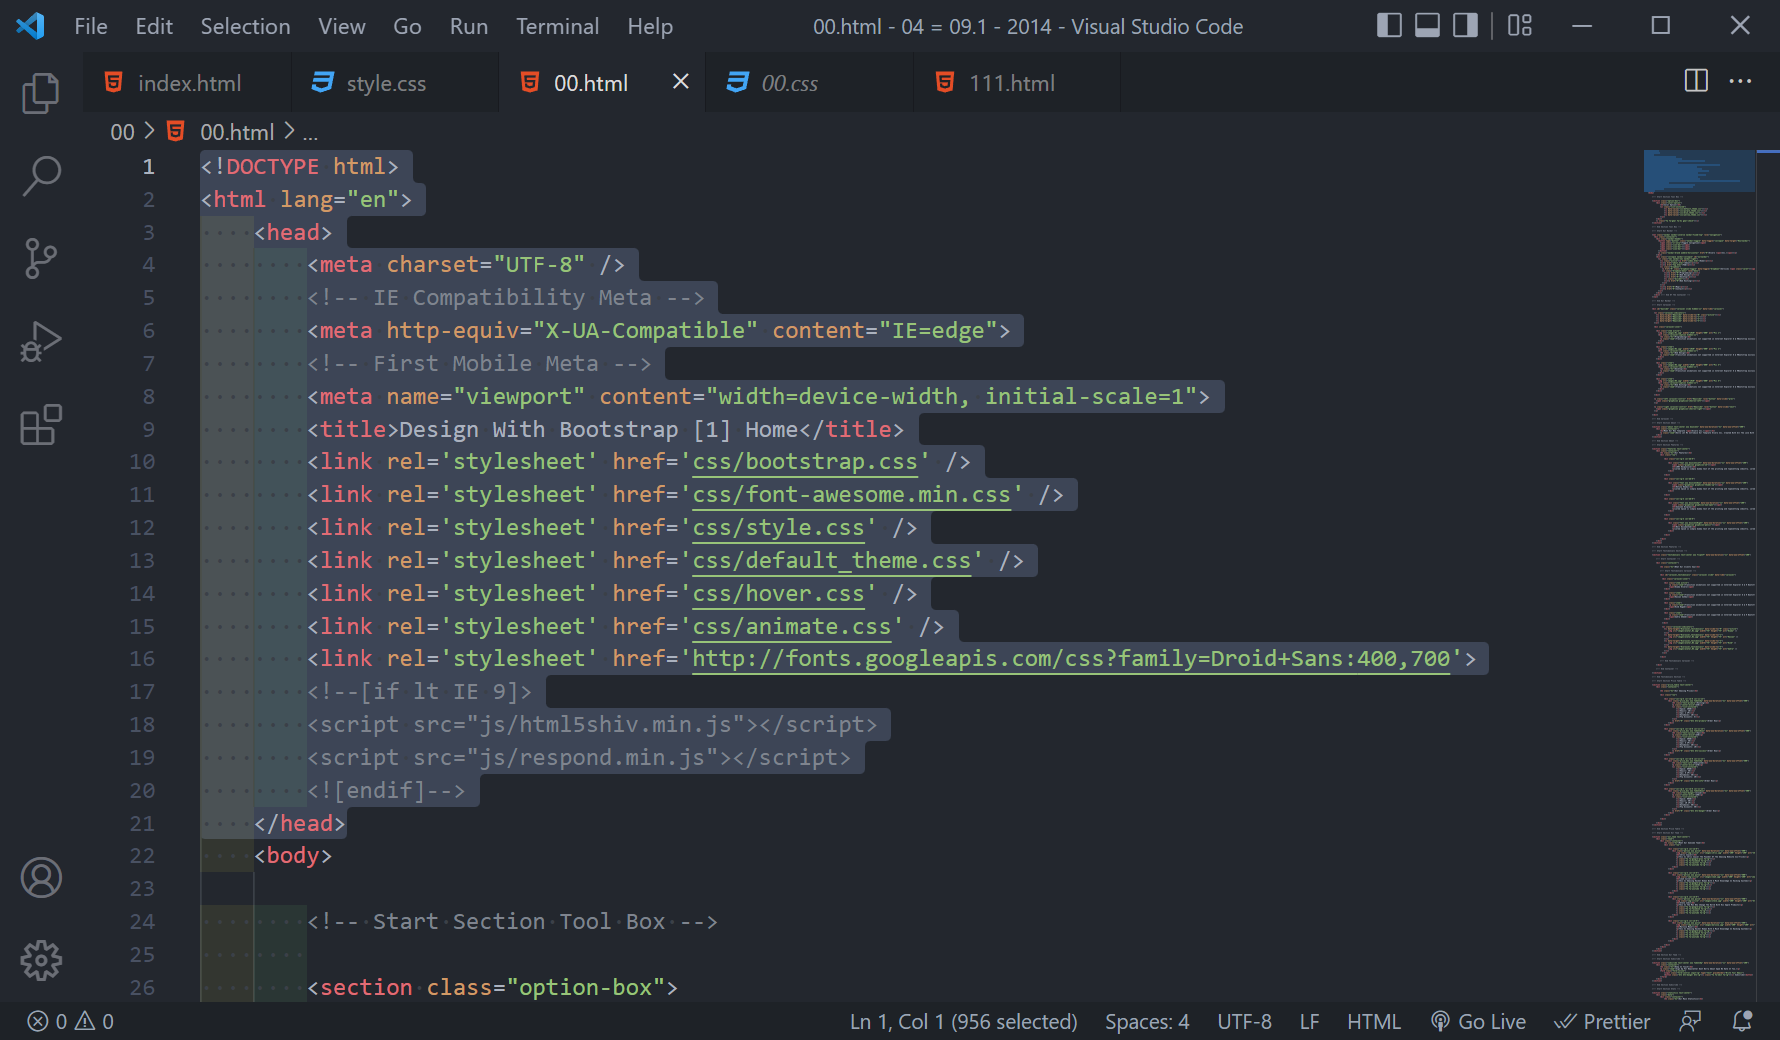 File Edit Selection View Go Run Terminal Help 00.html - 04 = 09.1 - 2014 - Visual Studio Code
index.html style.css 00.html 00.css 111.html
00 > 00.html > ...
1 <!DOCTYPE html>
2 <html lang="en">
3 <head>
4 <meta charset="UTF-8" />
5 <!-- IE Compatibility Meta -->
6 <meta http-equiv="X-UA-Compatible" content="IE=edge">
7 <!-- First Mobile Meta -->
8 <meta name="viewport" content="width=device-width, initial-scale=1">
9 <title>Design With Bootstrap [1] Home</title>
10 <link rel='stylesheet' href='css/bootstrap.css' />
11 <link rel='stylesheet' href='css/font-awesome.min.css' />
12 <link rel='stylesheet' href='css/style.css' />
13 <link rel='stylesheet' href='css/default_theme.css' />
14 <link rel='stylesheet' href='css/hover.css' />
15 <link rel='stylesheet' href='css/animate.css' />
16 <link rel='stylesheet' href='http://fonts.googleapis.com/css?family=Droid+Sans:400,700'>
17 <!--[if lt IE 9]>
18 <script src="js/html5shiv.min.js"></script>
19 <script src="js/respond.min.js"></script>
20 <![endif]-->
21 </head>
22 <body>
23
24 <!-- Start Section Tool Box -->
25
26 <section class="option-box">
0 0 Ln 1, Col 1 (956 selected) Spaces: 4 UTF-8 LF HTML Go Live Prettier